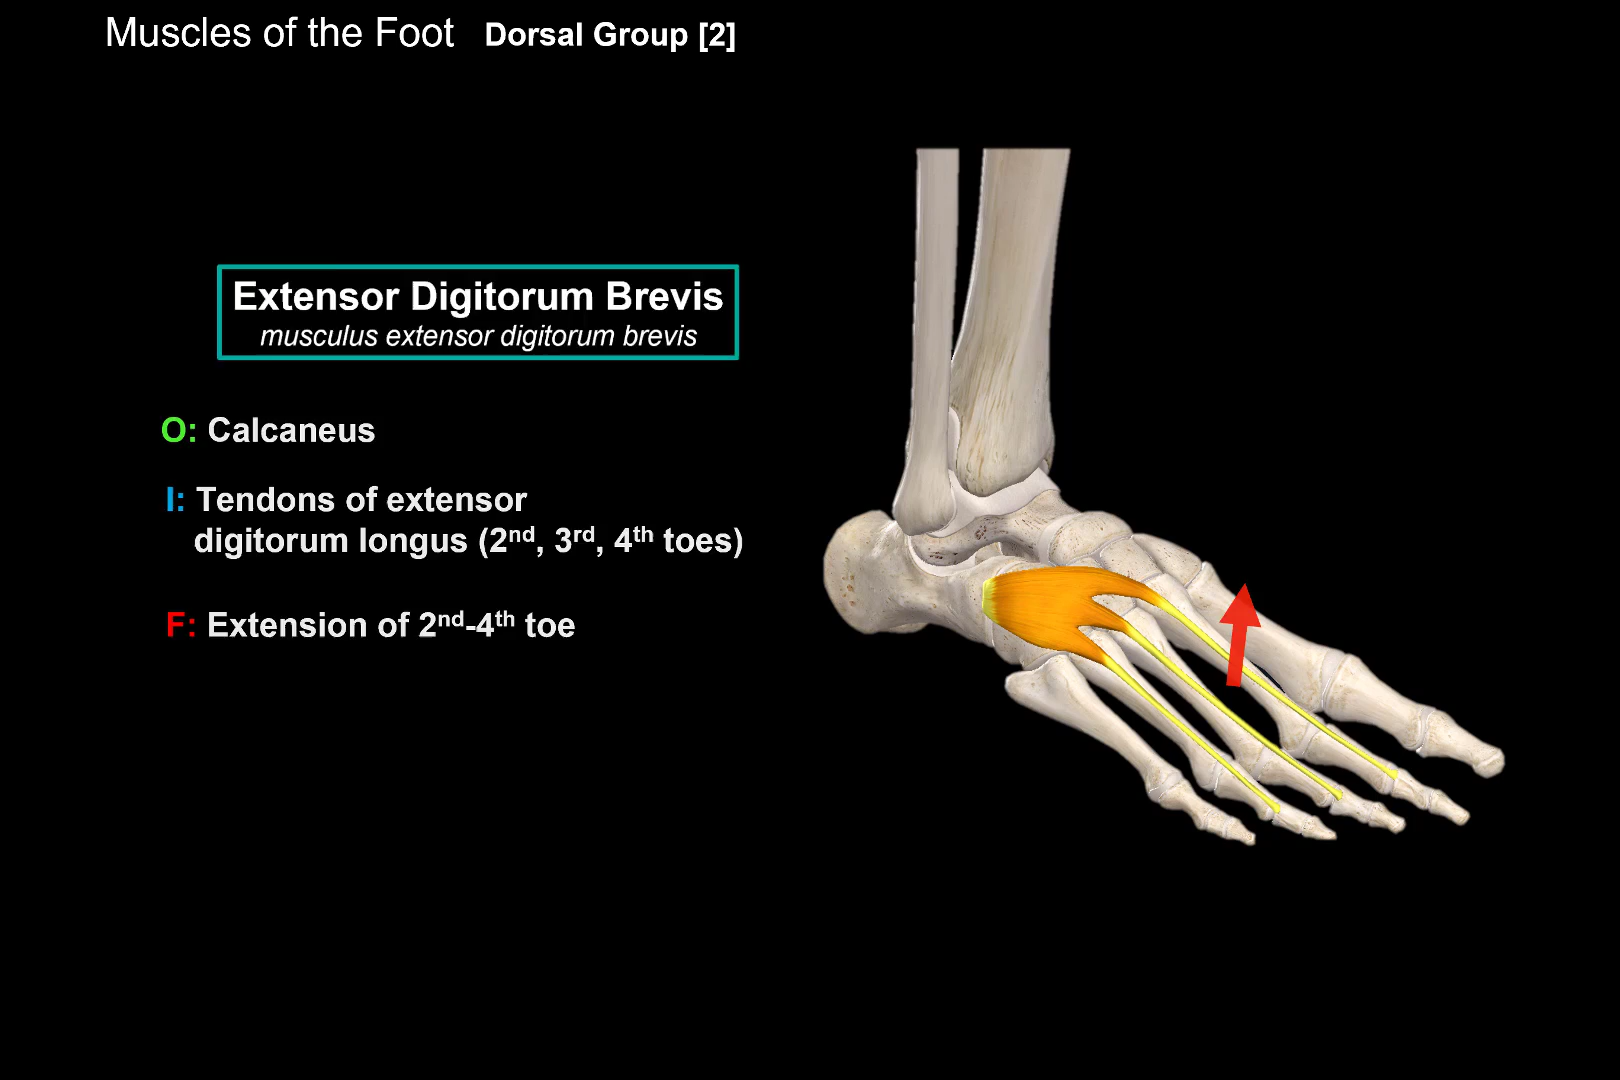 Muscles of the Foot Dorsal Group [2]
Extensor Digitorum Brevis
musculus extensor digitorum brevis
O: Calcaneus
I: Tendons of extensor
digitorum longus (2nd, 3rd, 4th toes)
F: Extension of 2nd-4th toe